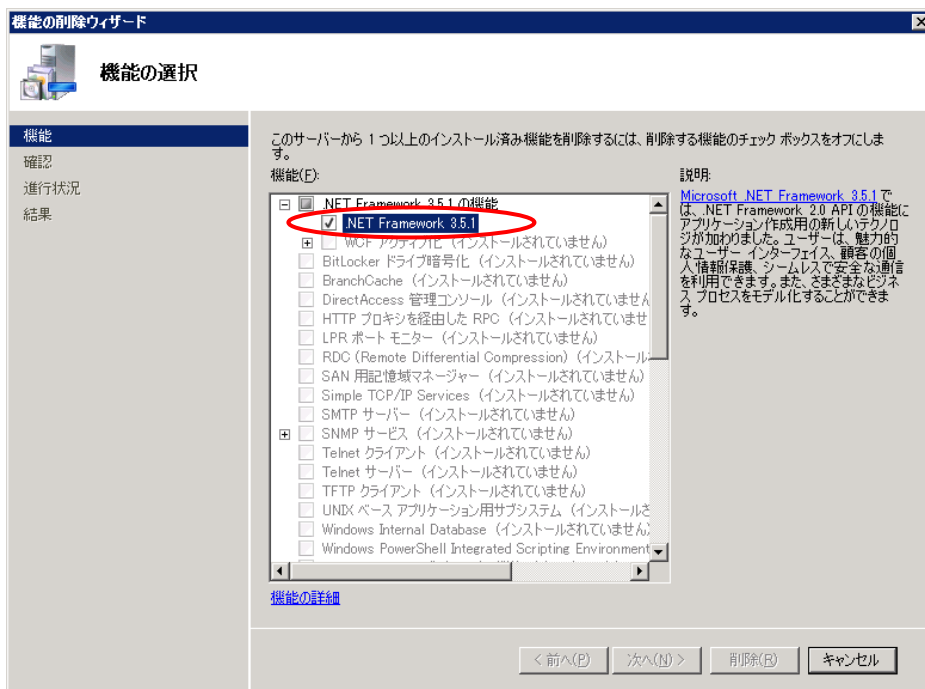 機能の削除ウィザード
機能の選択
機能
確認
進行状況
結果
このサーバーから 1 つ以上のインストール済み機能を削除するには、削除する機能のチェック ボックスをオフにしま
す。
機能(F):
.NET Framework 3.5.1 の機能
.NET Framework 3.5.1
WCF アクティブ化 (インストールされていません)
BitLocker ドライブ暗号化 (インストールされていません)
BranchCache (インストールされていません)
DirectAccess 管理コンソール (インストールされていません
HTTP プロキシを経由した RPC (インストールされていませ
LPR ポート モニター (インストールされていません)
RDC (Remote Differential Compression) (インストール
SAN 用記憶域マネージャー (インストールされていません)
Simple TCP/IP Services (インストールされていません)
SMTP サーバー (インストールされていません)
SNMP サービス (インストールされていません)
Telnet クライアント (インストールされていません)
Telnet サーバー (インストールされていません)
TFTP クライアント (インストールされていません)
UNIX ベース アプリケーション用サブシステム (インストールさ
Windows Internal Database (インストールされていません)
Windows PowerShell Integrated Scripting Environment
機能の詳細
説明:
Microsoft .NET Framework 3.5.1 で
は、.NET Framework 2.0 API の機能に
アプリケーション作成用の新しいテクノロ
ジが加わりました。ユーザーは、魅力的
なユーザー インターフェイス、顧客の個
人情報保護、シームレスで安全な通信
を利用できます。また、さまざまなビジネ
ス プロセスをモデル化することができま
す。
< 前へ(P)
次へ(N) >
削除(R)
キャンセル